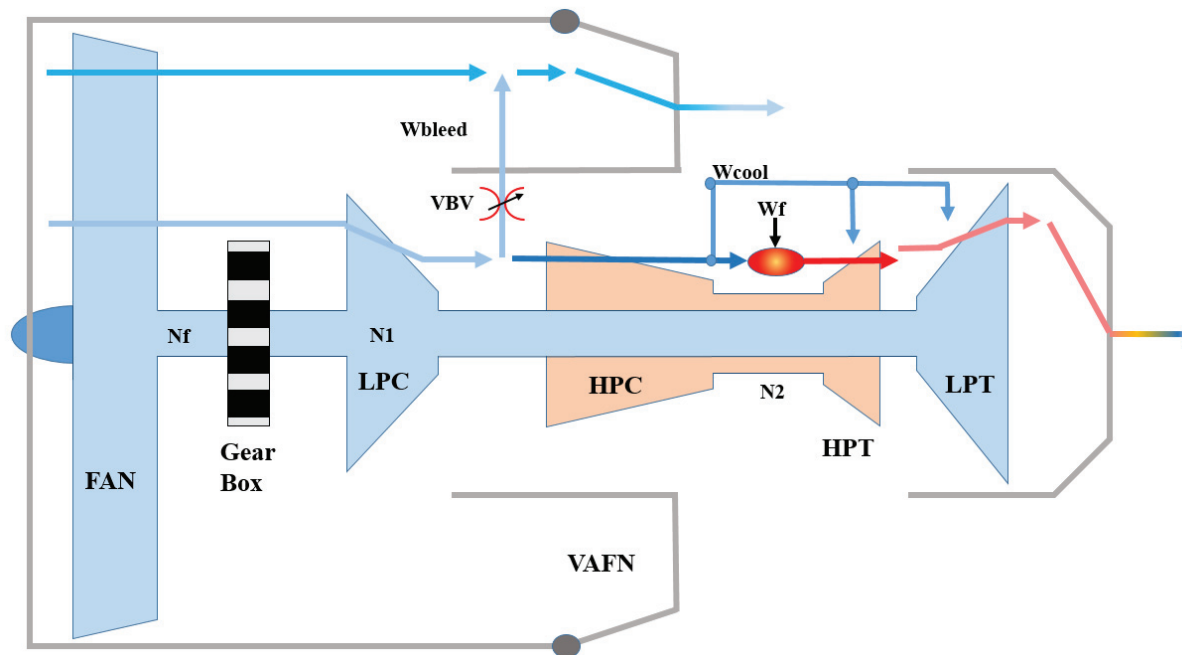 Wbleed
VBV
Wcool
Wf
Nf
N1
LPC
HPC
N2
LPT
HPT
Gear
Box
FAN
VAFN